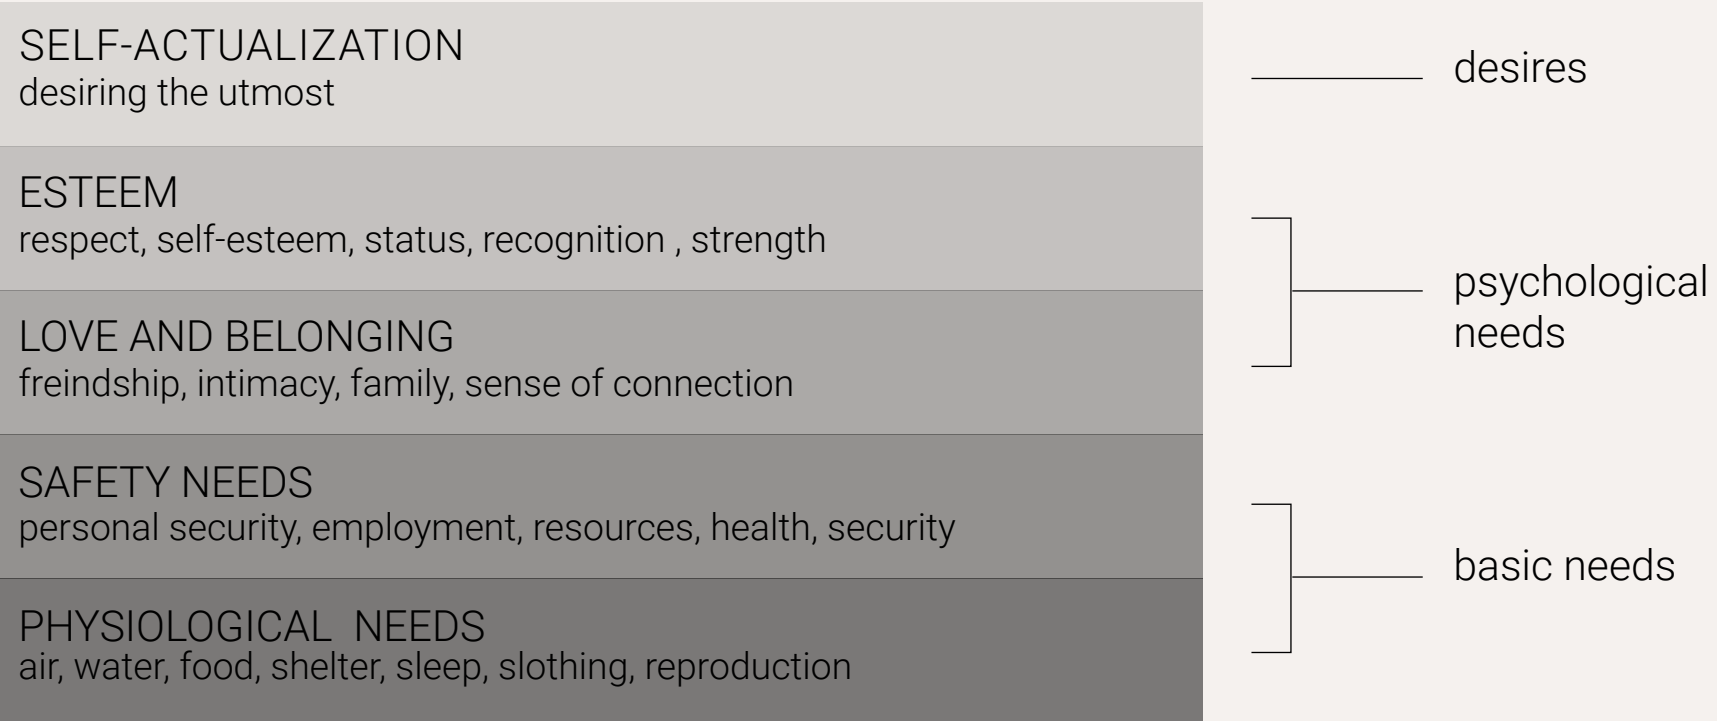 SELF-ACTUALIZATION
desiring the utmost
desires
ESTEEM
respect, self-esteem, status, recognition , strength
psychological
needs
LOVE AND BELONGING
freindship, intimacy, family, sense of connection
SAFETY NEEDS
personal security, employment, resources, health, security
basic needs
PHYSIOLOGICAL  NEEDS
air, water, food, shelter, sleep, slothing, reproduction